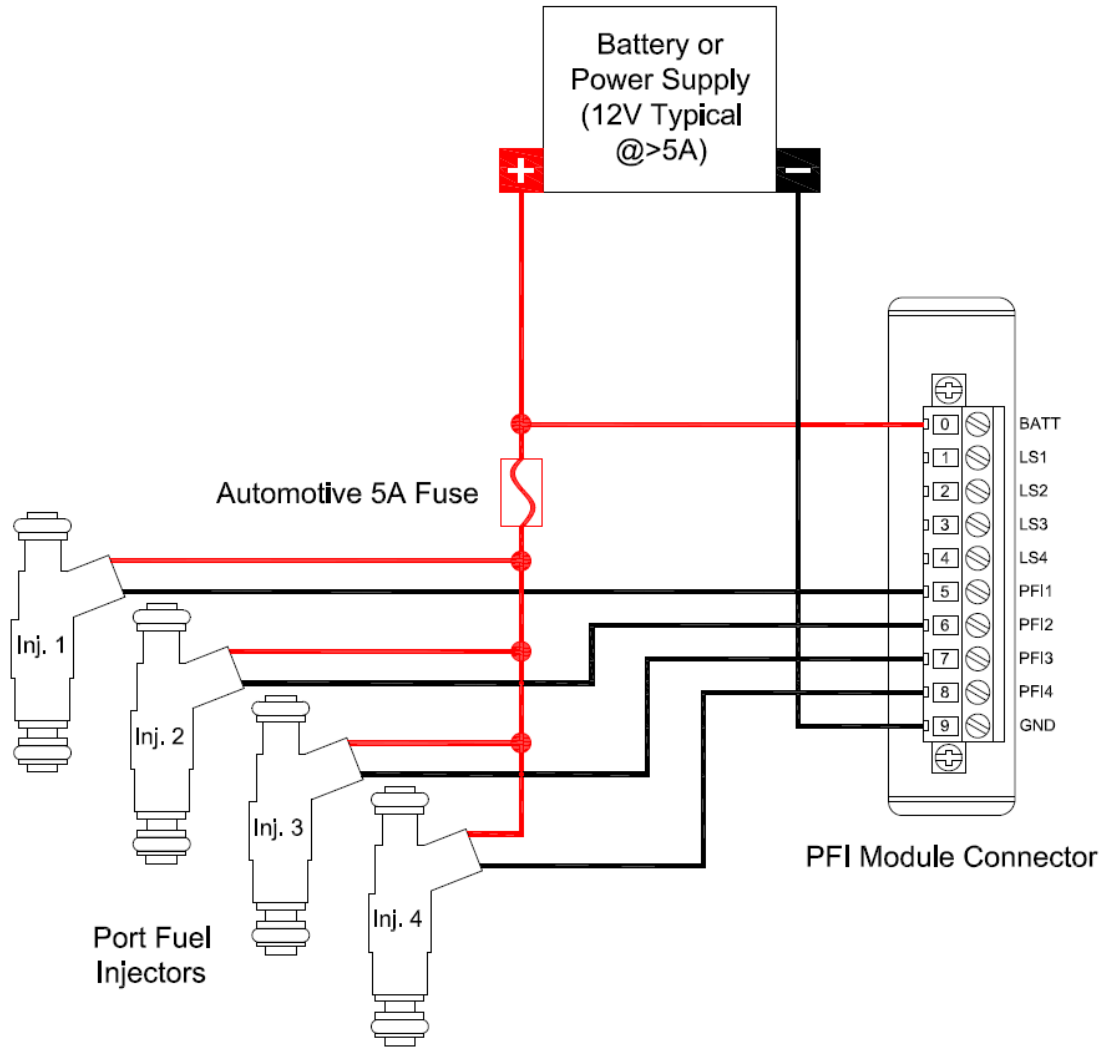 Battery or
Power Supply
(12V Typical
@>5A)
+
-
Automotive 5A Fuse
0 BATT
1 LS1
2 LS2
3 LS3
4 LS4
5 PFI1
6 PFI2
7 PFI3
8 PFI4
9 GND
Inj. 1
Inj. 2
Inj. 3
Inj. 4
PFI Module Connector
Port Fuel
Injectors